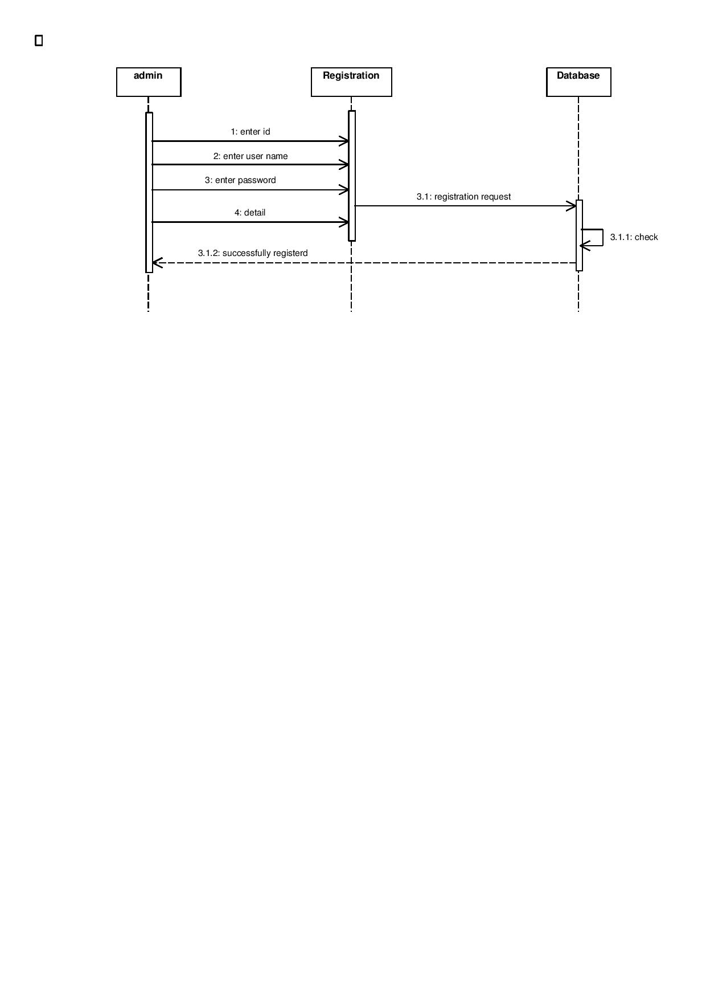 admin
Registration
Database
1: enter id
2: enter user name
3: enter password
3.1: registration request
4: detail
3.1.1: check
3.1.2: successfully registerd